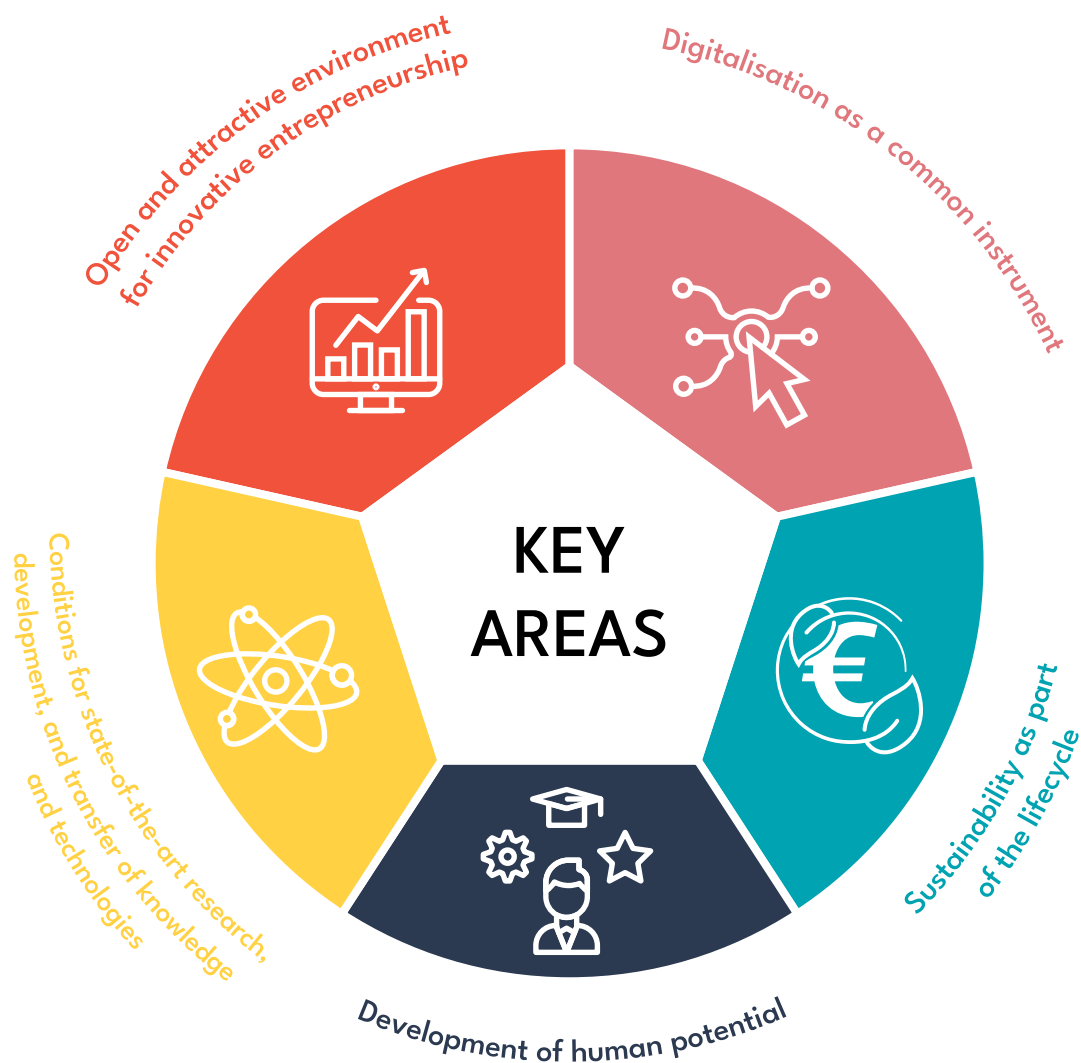 Open and attractive environment
for innovative entrepreneurship
Digitalisation as a common instrument
KEY
AREAS
€
Sustainability as part
of the lifecycle
Conditions for state-of-the-art research,
development, and transfer of knowledge
and technologies
Development of human potential